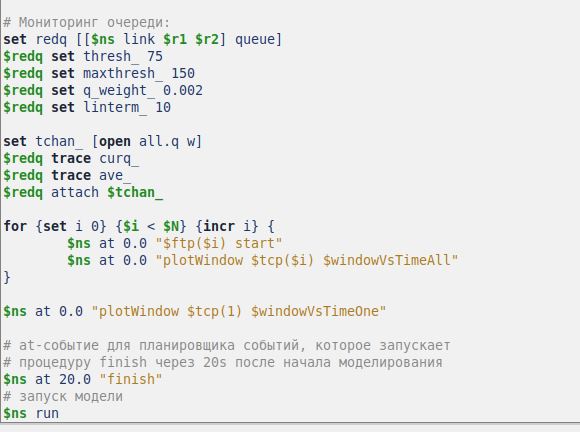 # Мониторинг очереди:
set redq [[$ns link $r1 $r2] queue]
$redq set thresh_ 75
$redq set maxthresh_ 150
$redq set q_weight_ 0.002
$redq set linterm_ 10
set tchan_ [open all.q w]
$redq trace curq_
$redq trace ave_
$redq attach $tchan_
for {set i 0} {$i < $N} {incr i} {
$ns at 0.0 "$ftp($i) start"
$ns at 0.0 "plotWindow $tcp($i) $windowVsTimeAll"
}
$ns at 0.0 "plotWindow $tcp(1) $windowVsTimeOne"
# at-событие для планировщика событий, которое запускает
# процедуру finish через 20s после начала моделирования
$ns at 20.0 "finish"
# запуск модели
$ns run